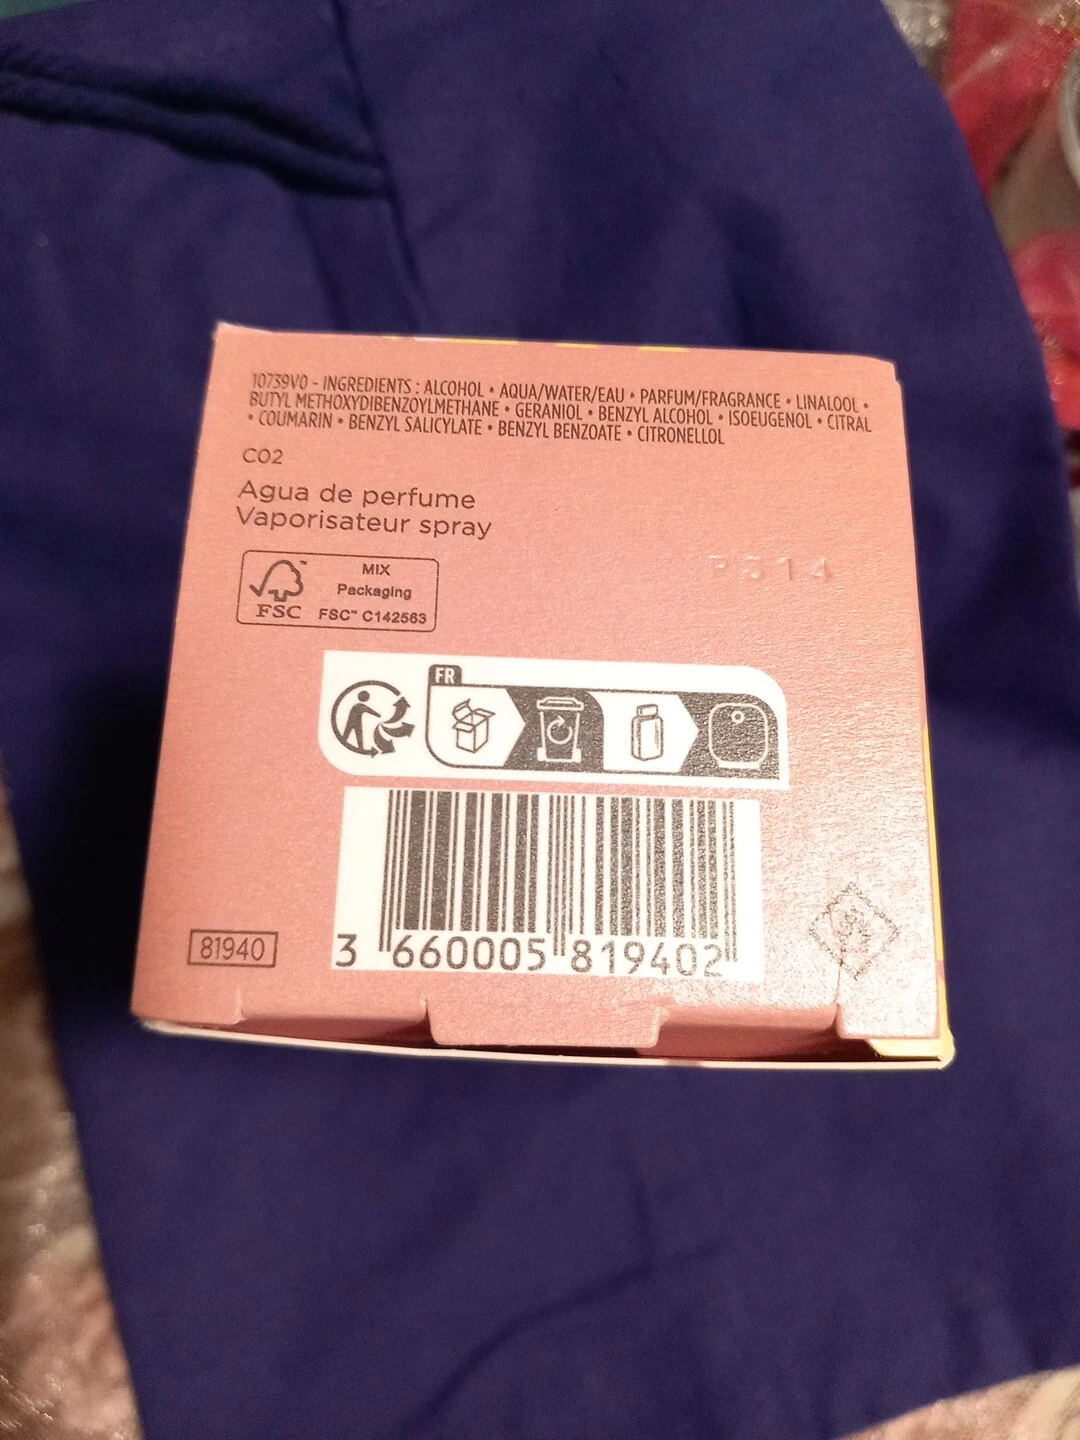 10739V0 - INGREDIENTS : ALCOHOL • AQUA/WATER/EAU • PARFUM/FRAGRANCE • LINALOOL •
BUTYL METHOXYDIBENZOYLMETHANE • GERANIOL • BENZYL ALCOHOL • ISOEUGENOL • CITRAL
• COUMARIN • BENZYL SALICYLATE • BENZYL BENZOATE • CITRONELLOL
C02
Agua de perfume
Vaporisateur spray
MIX
Packaging
FSC™ C142563
FSC
FR
81940
3 660005 819402